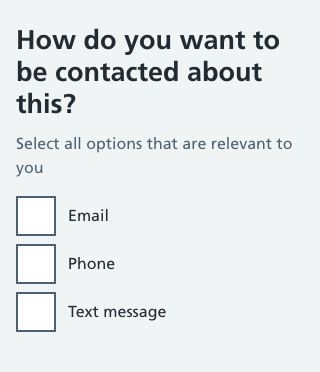 How do you want to
be contacted about
this?
Select all options that are relevant to
you
Email
Phone
Text message